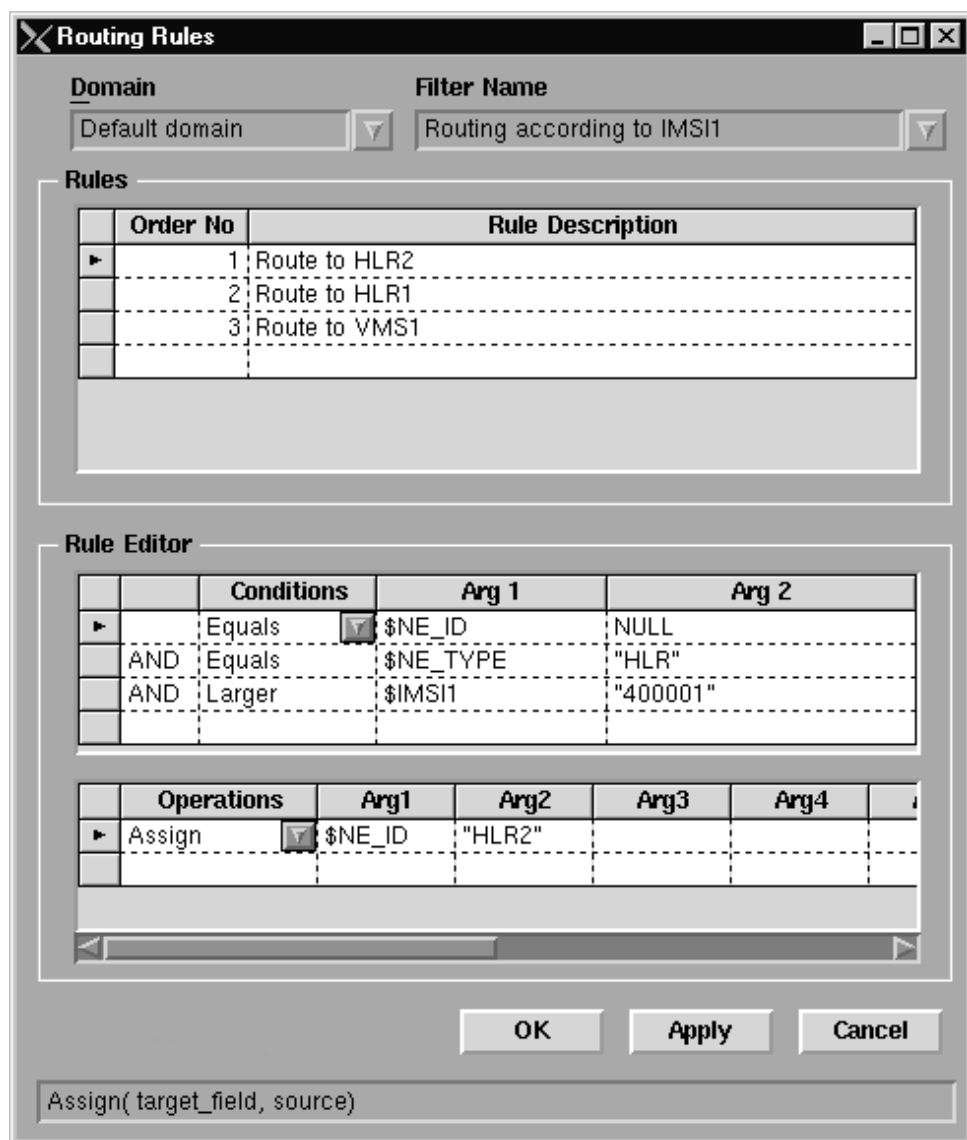 Routing Rules
Domain Filter Name
Default domain Routing according to IMSI1
Rules
Order No Rule Description
1 Route to HLR2
2 Route to HLR1
3 Route to VMS1
Rule Editor
Conditions Arg 1 Arg 2
Equals $NE_ID NULL
AND Equals $NE_TYPE "HLR"
AND Larger $IMSI1 "400001"
Operations Arg1 Arg2 Arg3 Arg4
Assign $NE_ID "HLR2"
OK Apply Cancel
Assign( target_field, source)